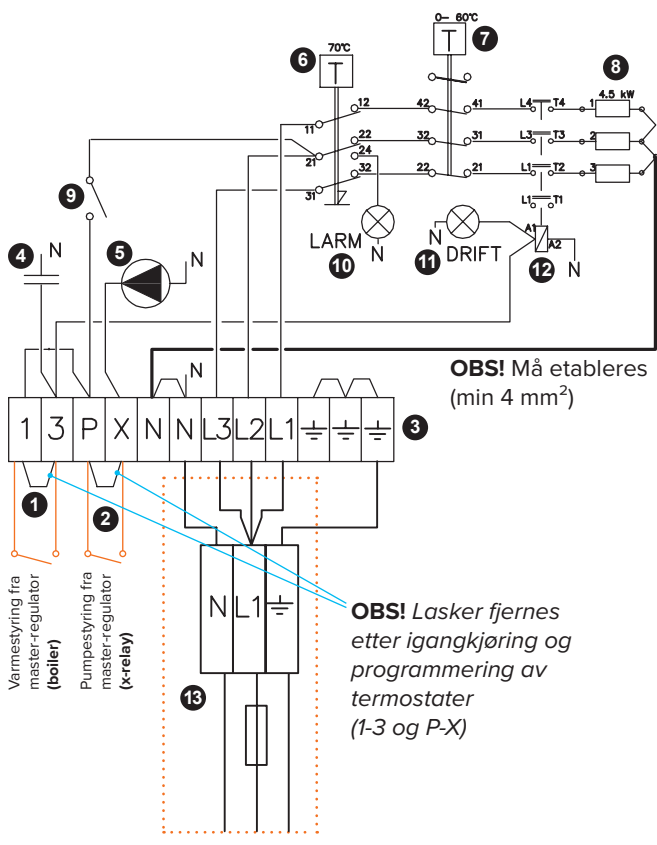 0– 60°C
7
70°C
6
T
T
8
4.5 kW
12
42
41
L4
T4
1
11
22
32
31
L3
T3
2
21
24
32
22
21
L1
T2
3
31
L1
T1
9
4
N
5
N
LARM
10
N
N
11
DRIFT
A1
A2
12
N
OBS! Må etableres
(min 4 mm²)
N
1 3 P X N N L3 L2 L1
3
1
2
N L1
13
Varmestyring fra
master-regulator
(boiler)
Pumpestyring fra
master-regulator
(x-relay)
OBS! Lasker fjernes
etter igangkjøring og
programmering av
termostater
(1-3 og P-X)